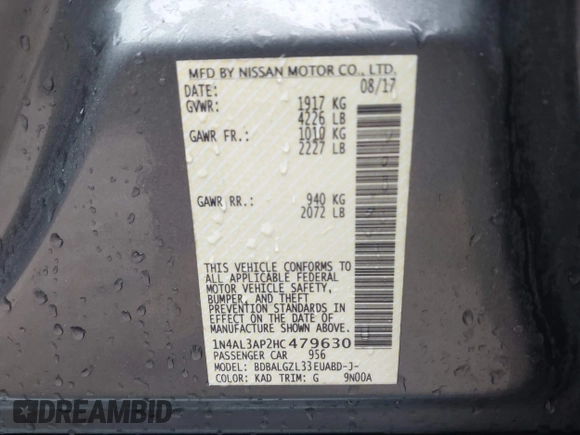 MFD BY NISSAN MOTOR CO., LTD.
DATE: 08/17
GVWR: 1917 KG
4226 LB
GAWR FR.: 1010 KG
2227 LB
GAWR RR.: 940 KG
2072 LB
THIS VEHICLE CONFORMS TO
ALL APPLICABLE FEDERAL
MOTOR VEHICLE SAFETY,
BUMPER, AND THEFT
PREVENTION STANDARDS IN
EFFECT ON THE DATE OF
MANUFACTURE SHOWN ABOVE.
1N4AL3AP2HC479630
PASSENGER CAR 956
MODEL: BDBALGZL33EUABD-J-
COLOR: KAD TRIM: G 9N00A
AUTOHELPERBOT.COM